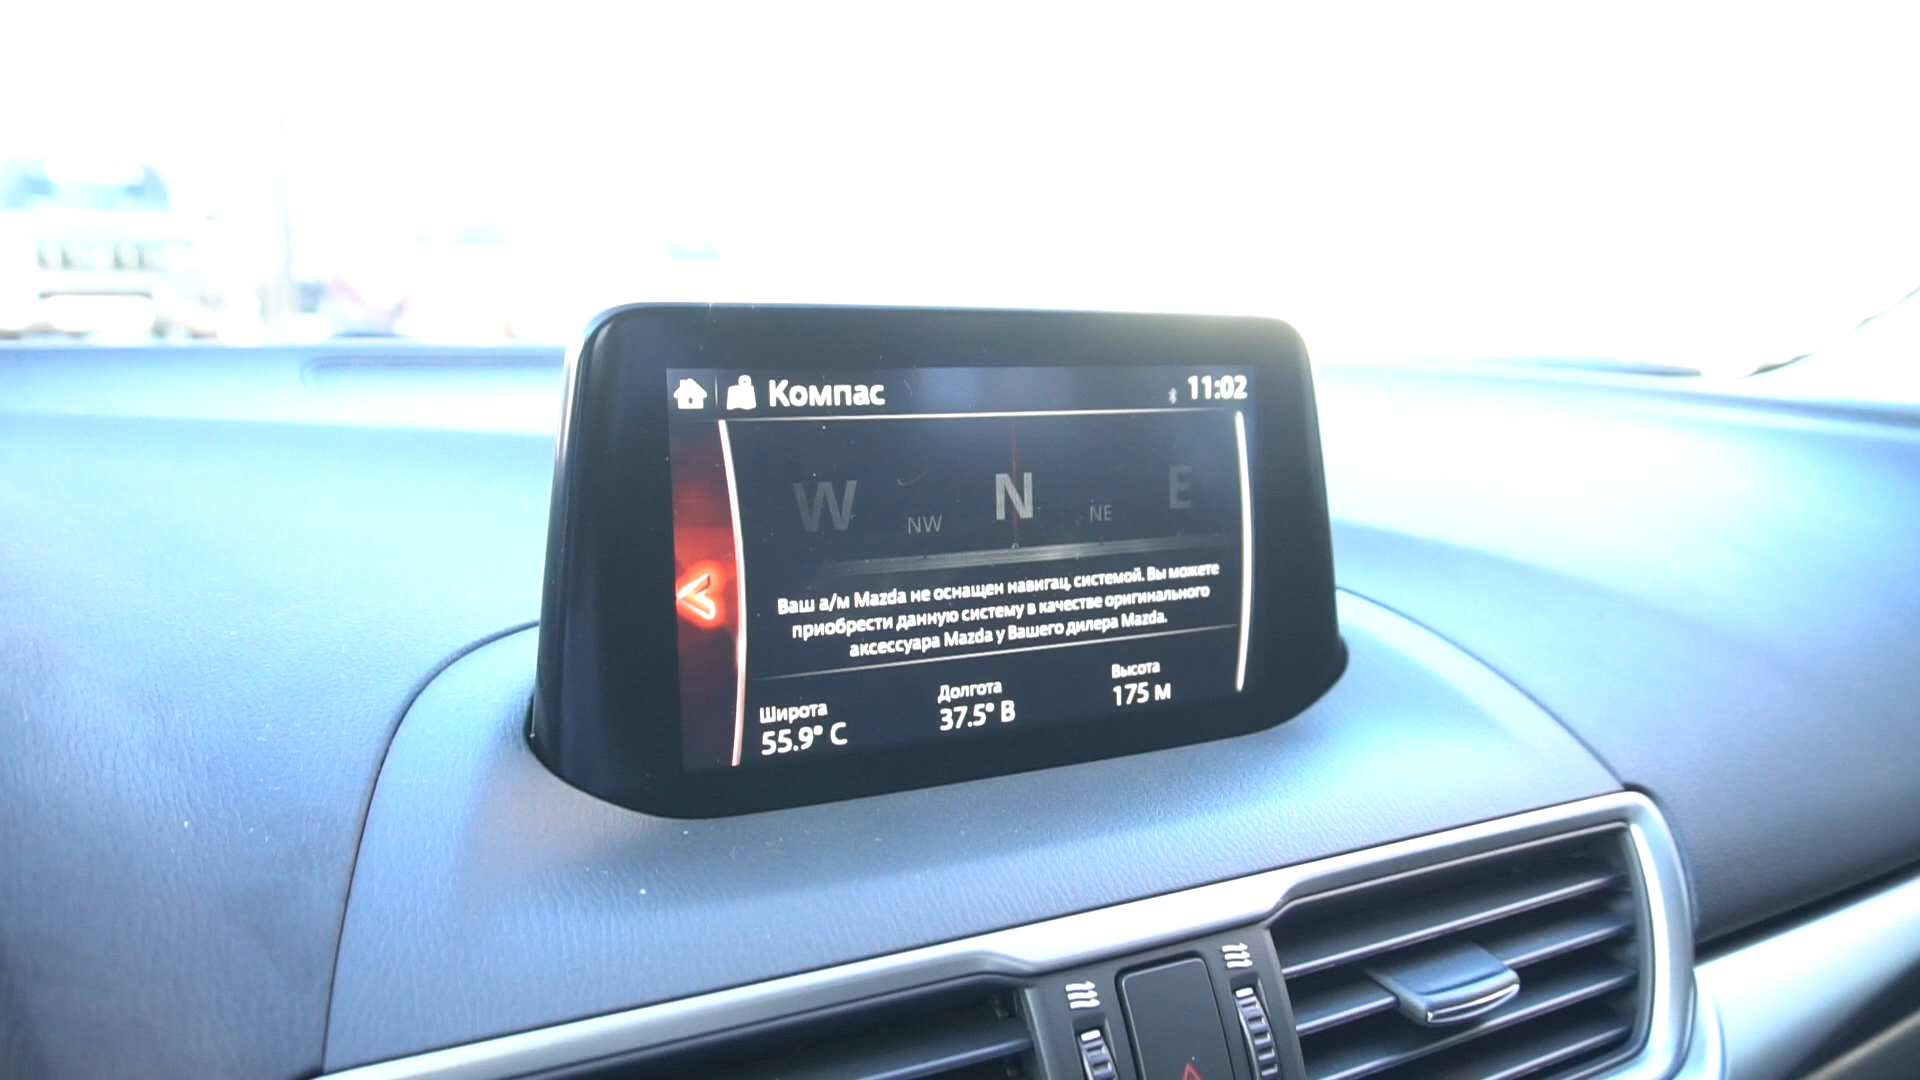 Компас
11:02
W NW N NE E
Ваш а/м Mazda не оснащен навигац. системой. Вы можете
приобрести данную систему в качестве оригинального
аксессуара Mazda у Вашего дилера Mazda.
Широта Долгота Высота
55.9° С 37.5° В 175 м